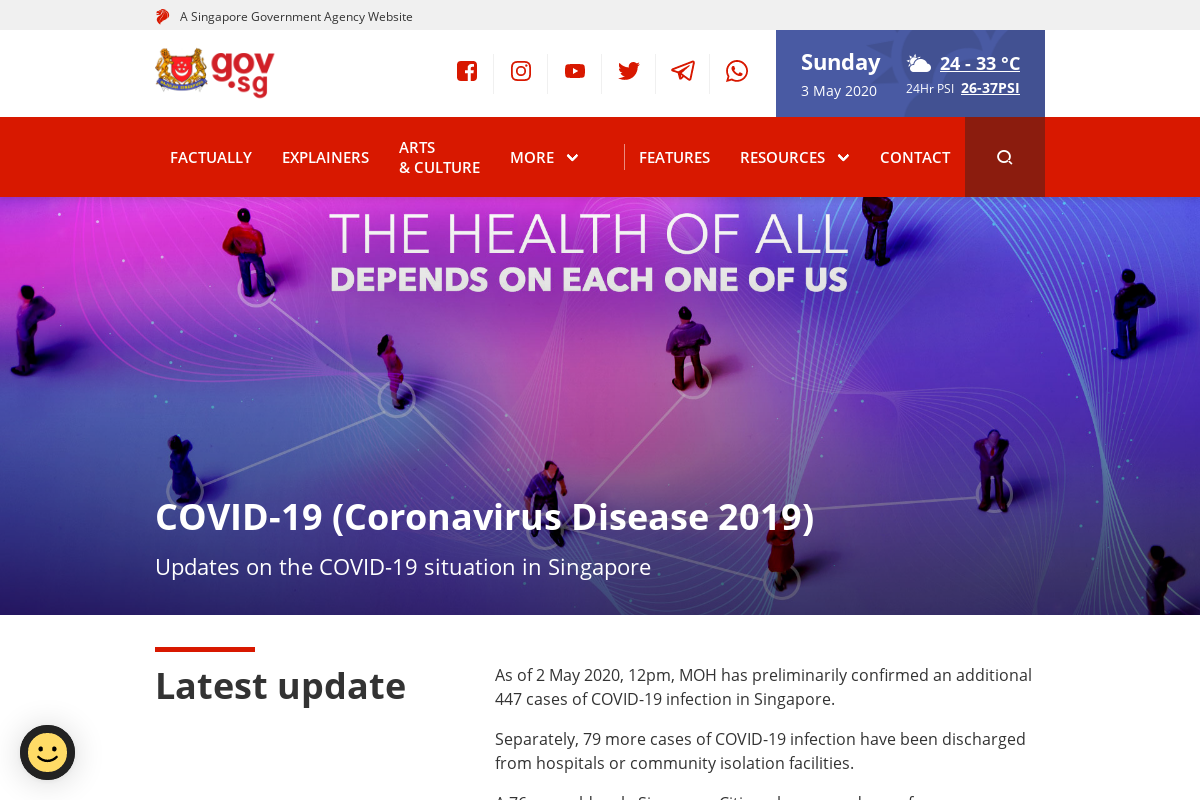 A Singapore Government Agency Website
gov
.sg
Sunday
3 May 2020
24 - 33 °C
24Hr PSI 26-37PSI
FACTUALLY
EXPLAINERS
ARTS
& CULTURE
MORE
FEATURES
RESOURCES
CONTACT
THE HEALTH OF ALL
DEPENDS ON EACH ONE OF US
COVID-19 (Coronavirus Disease 2019)
Updates on the COVID-19 situation in Singapore
Latest update
As of 2 May 2020, 12pm, MOH has preliminarily confirmed an additional
447 cases of COVID-19 infection in Singapore.
Separately, 79 more cases of COVID-19 infection have been discharged
from hospitals or community isolation facilities.